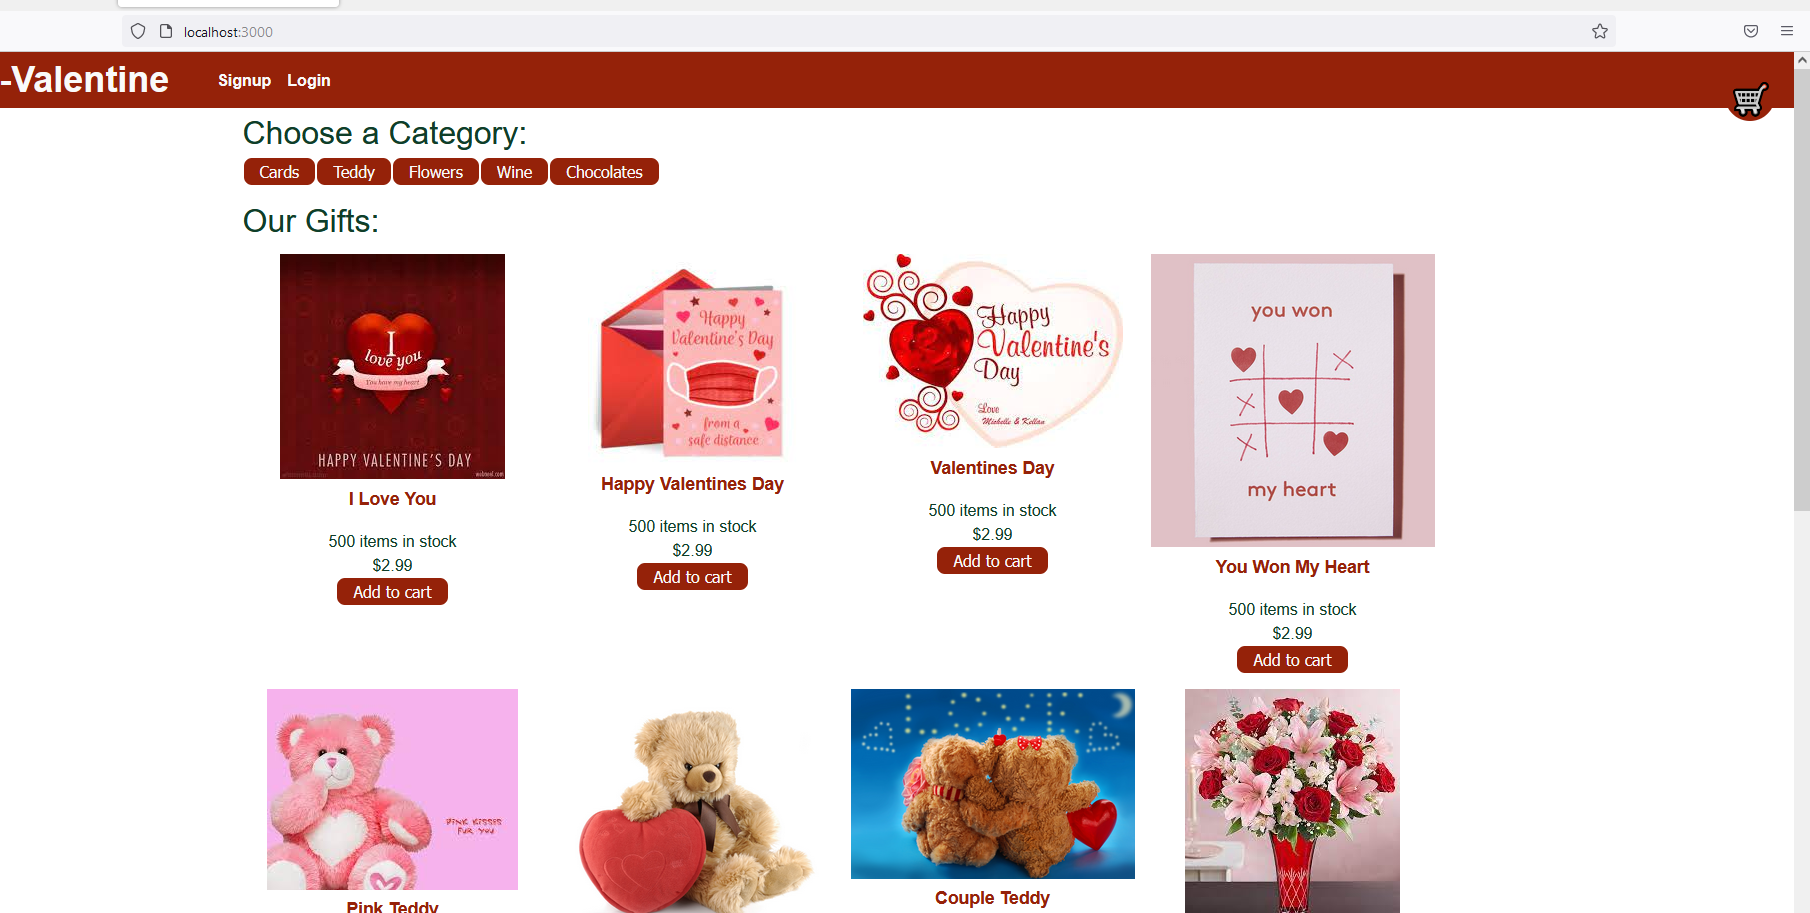 localhost:3000
-Valentine
Signup Login
Choose a Category:
Cards Teddy Flowers Wine Chocolates
Our Gifts:
I
love you
You have my heart
HAPPY VALENTINE'S DAY
webneel.com
I Love You
500 items in stock
$2.99
Add to cart
Happy
Valentine's Day
from a
safe distance
Happy Valentines Day
500 items in stock
$2.99
Add to cart
Happy
Valentine's
Day
Love
Michelle & Kellan
Valentines Day
500 items in stock
$2.99
Add to cart
you won
my heart
You Won My Heart
500 items in stock
$2.99
Add to cart
PINK KISSES
FUR YOU
Pink Teddy
Couple Teddy